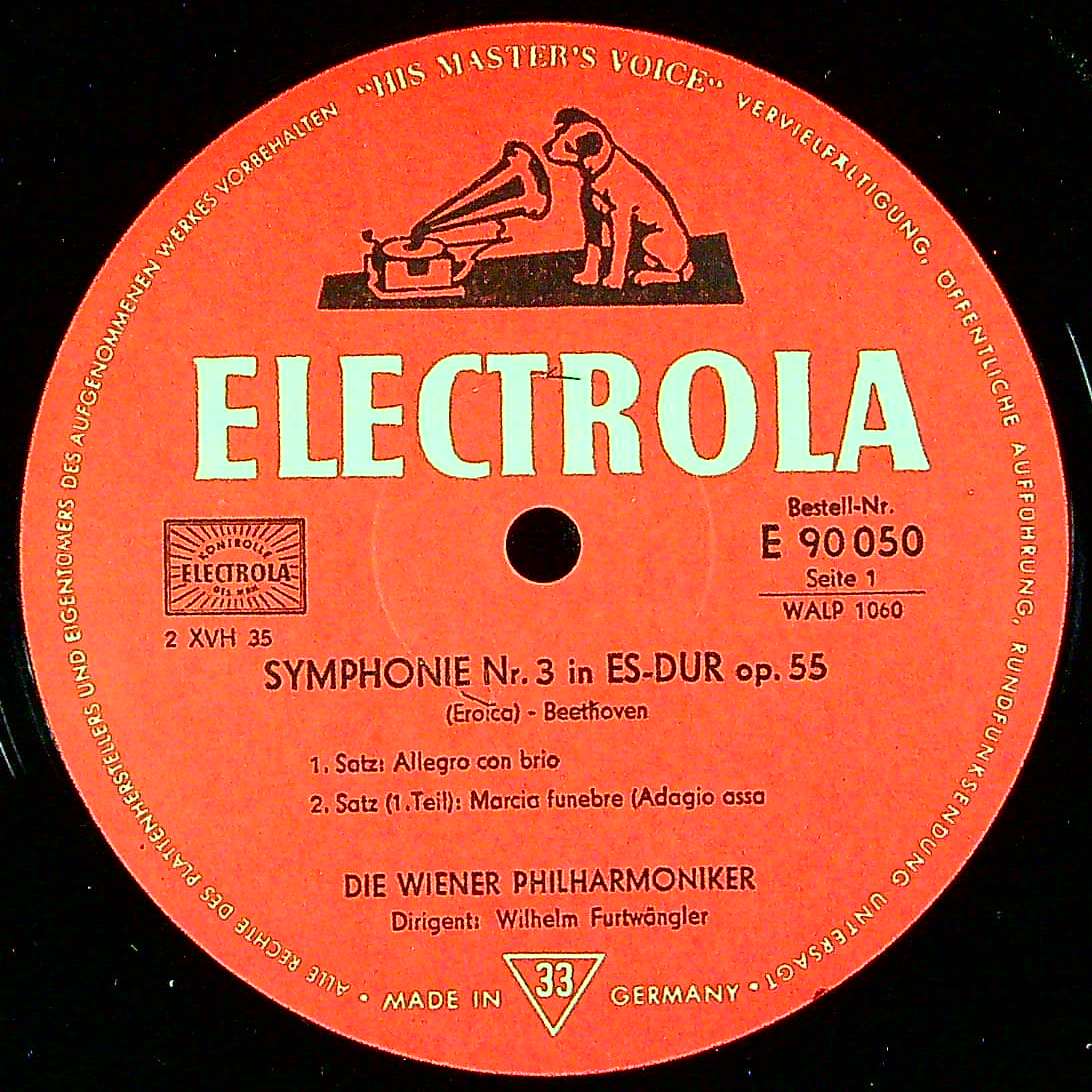 "HIS MASTER'S VOICE"
ALLE RECHTE DES PLATTENHERSTELLERS UND EIGENTÜMERS DES AUFGENOMMENEN WERKES VORBEHALTEN
VERVIELFÄLTIGUNG, ÖFFENTLICHE AUFFÜHRUNG, RUNDFUNKSENDUNG UNTERSAGT
ELECTROLA
Bestell-Nr.
E 90 050
Seite 1
WALP 1060
KONTROLLE
ELECTROLA
2 XVH 35
SYMPHONIE Nr. 3 in ES-DUR op. 55
(Eroica) - Beethoven
1. Satz: Allegro con brio
2. Satz (1. Teil): Marcia funebre (Adagio assa
DIE WIENER PHILHARMONIKER
Dirigent: Wilhelm Furtwängler
MADE IN 33 GERMANY